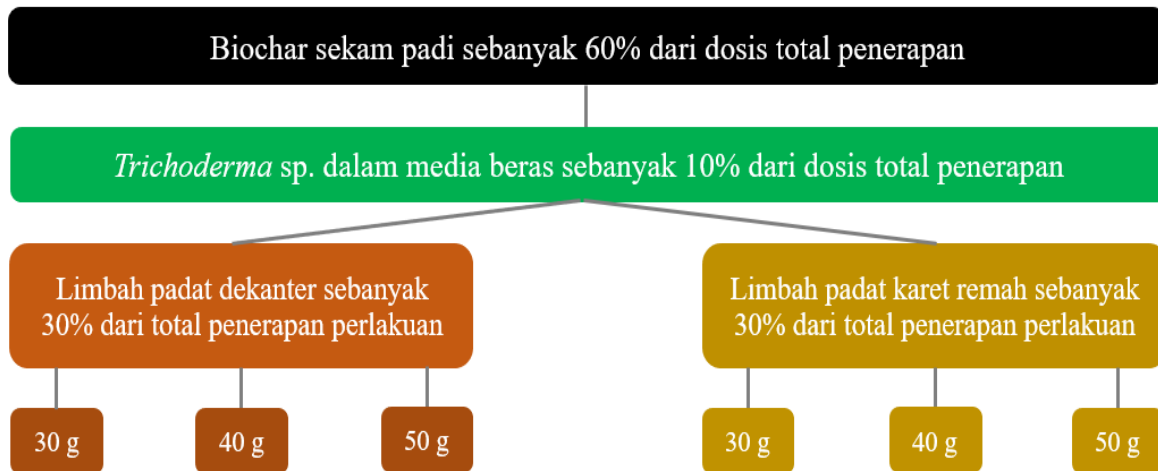 Biochar sekam padi sebanyak 60% dari dosis total penerapan
Trichoderma sp. dalam media beras sebanyak 10% dari dosis total penerapan
Limbah padat dekanter sebanyak
30% dari total penerapan perlakuan
Limbah padat karet remah sebanyak
30% dari total penerapan perlakuan
30 g
40 g
50 g
30 g
40 g
50 g